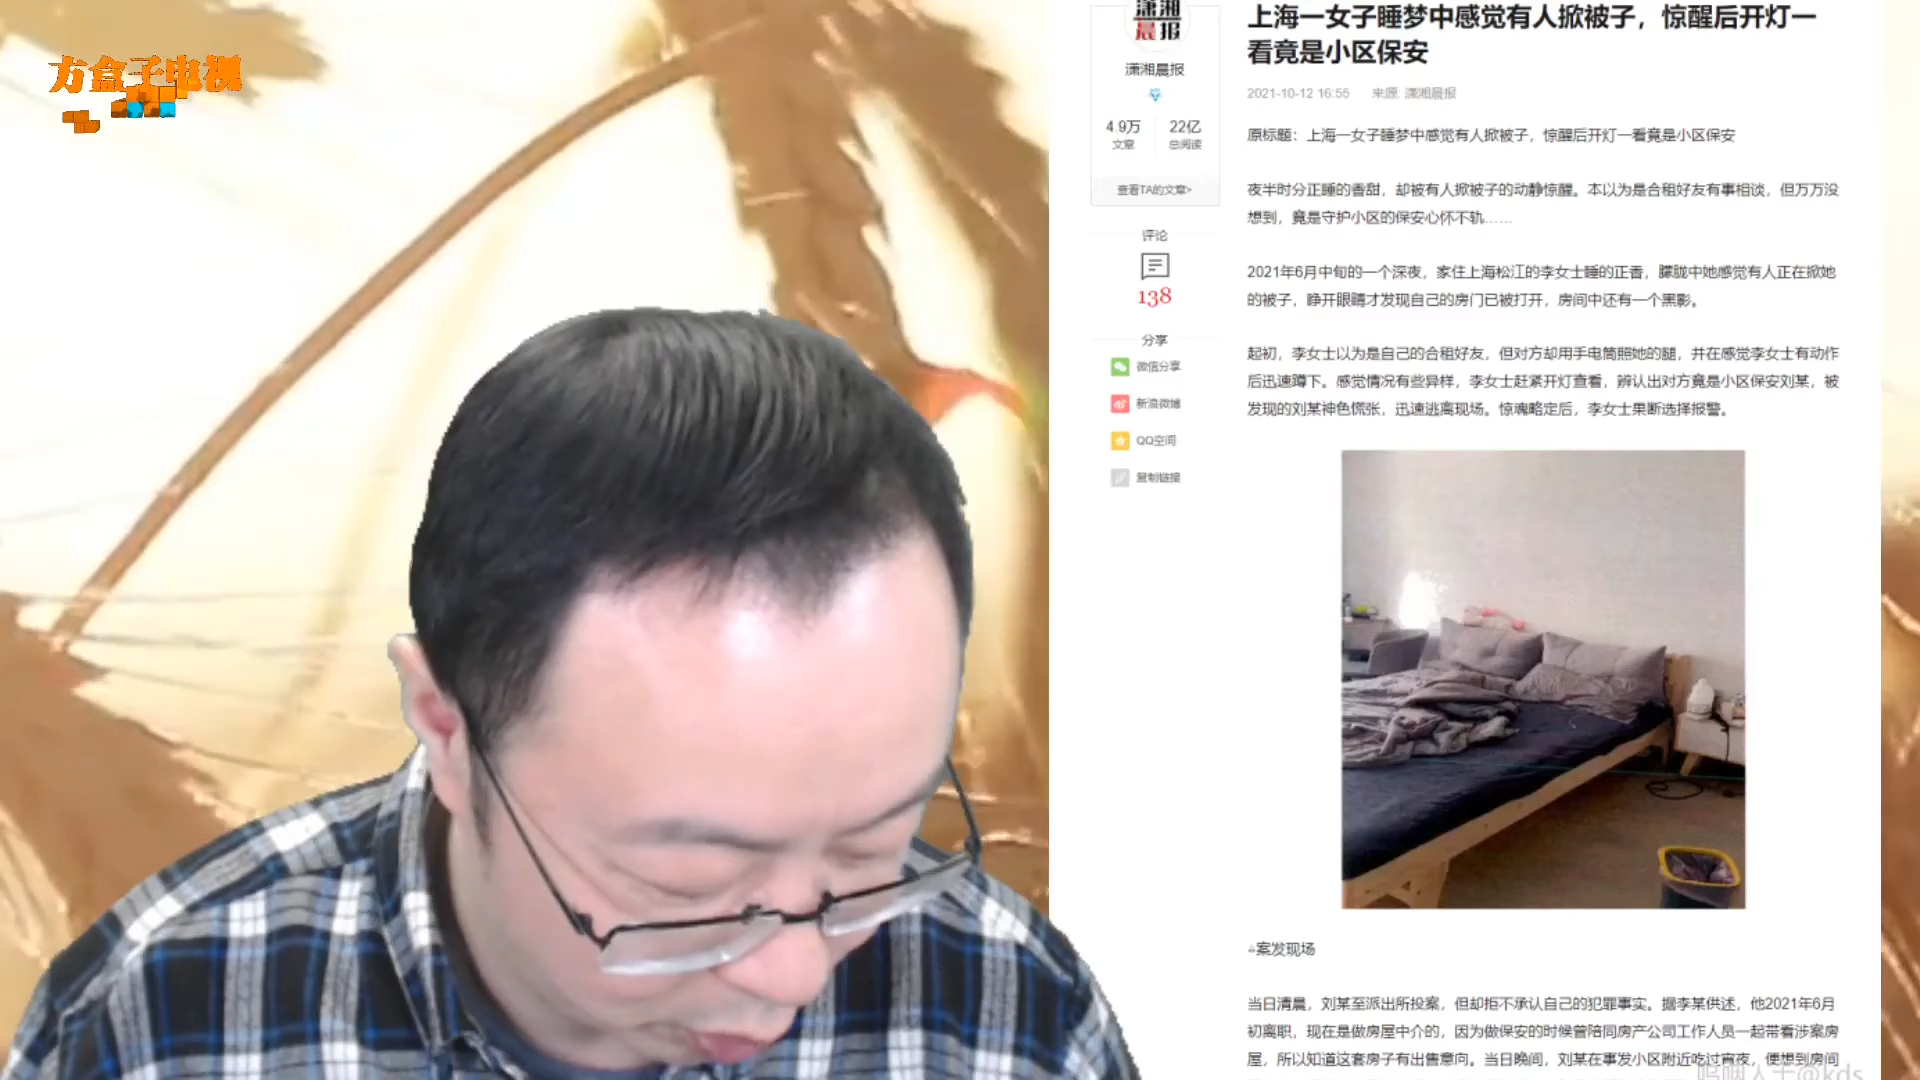 方盒子电视
潇湘晨报
潇湘晨报
4.9万
文章
22亿
总阅读
查看TA的文章>
评论
138
分享
微信分享
新浪微博
QQ空间
复制链接
上海一女子睡梦中感觉有人掀被子，惊醒后开灯一
看竟是小区保安
2021-10-12 16:55 来源: 潇湘晨报
原标题：上海一女子睡梦中感觉有人掀被子，惊醒后开灯一看竟是小区保安
夜半时分正睡的香甜，却被有人掀被子的动静惊醒。本以为是合租好友有事相谈，但万万没
想到，竟是守护小区的保安心怀不轨……
2021年6月中旬的一个深夜，家住上海松江的李女士睡的正香，朦胧中她感觉有人正在掀她
的被子，睁开眼睛才发现自己的房门已被打开，房间中还有一个黑影。
起初，李女士以为是自己的合租好友，但对方却用手电筒照她的腿，并在感觉李女士有动作
后迅速蹲下。感觉情况有些异样，李女士赶紧开灯查看，辨认出对方竟是小区保安刘某，被
发现的刘某神色慌张，迅速逃离现场。惊魂略定后，李女士果断选择报警。
▵案发现场
当日清晨，刘某至派出所投案，但却拒不承认自己的犯罪事实。据李某供述，他2021年6月
初离职，现在是做房屋中介的，因为做保安的时候曾陪同房产公司工作人员一起带看涉案房
屋，所以知道这套房子有出售意向。当日晚间，刘某在事发小区附近吃过宵夜，便想到房间
@kds